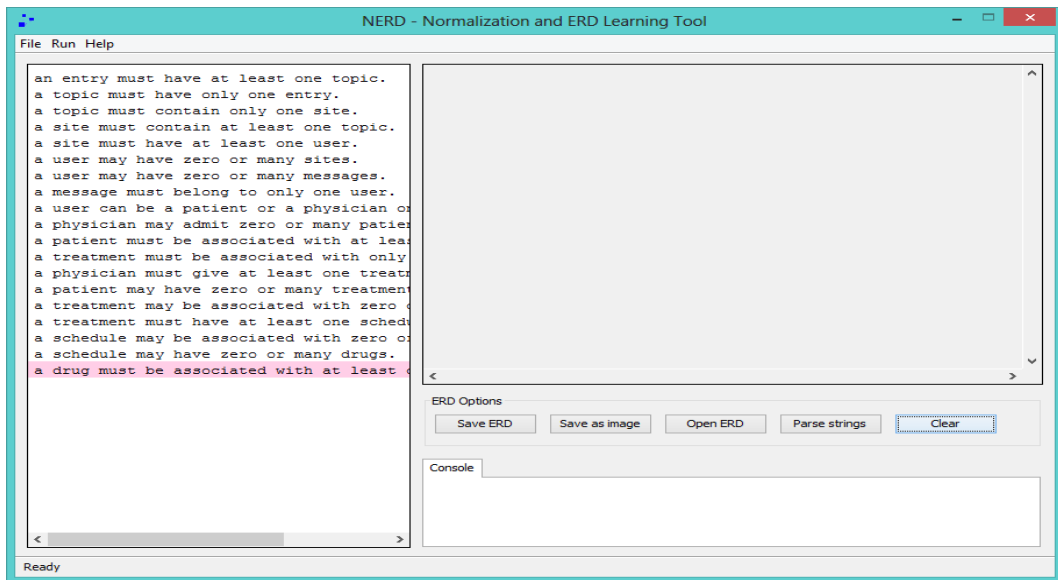 NERD - Normalization and ERD Learning Tool
File Run Help
an entry must have at least one topic.
a topic must have only one entry.
a topic must contain only one site.
a site must contain at least one topic.
a site must have at least one user.
a user may have zero or many sites.
a user may have zero or many messages.
a message must belong to only one user.
a user can be a patient or a physician or
a physician may admit zero or many
a patient must be associated with at
a treatment must be associated with only
a physician must give at least one
a patient may have zero or many treatment
a treatment may be associated with zero
a treatment must have at least one
a schedule may be associated with zero or
a schedule may have zero or many drugs.
a drug must be associated with at least
ERD Options
Save ERD Save as image Open ERD Parse strings Clear
Console
Ready